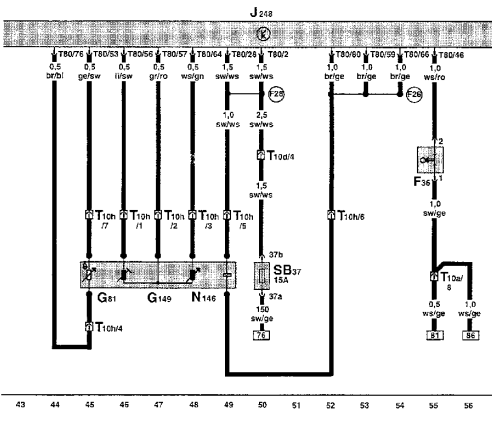 J248
K
T80/76 T80/53 T80/56 T80/57 T80/64 T80/28 T80/2 T80/60 T80/59 T80/66 T80/46
0,5 0,5 0,5 0,5 0,5 1,5 1,5 1,0 1,0 1,0 1,0
br/bl ge/sw li/sw gr/ro ws/gn sw/ws sw/ws br/ge br/ge br/ge ws/ro
F25 F26
1,0 2,5
sw/ws sw/ws
2
T10d/4
F36
1
1,5
sw/ws
1,0
sw/ge
T10h T10h T10h T10h T10h T10h/6
/7 /1 /2 /3 /5
37b
SB37
15A
T10a/
8
G81 G149 N146
37a
150
sw/ge
0,5 1,0
ws/ge ws/ge
T10h/4
76 81 86
43 44 45 46 47 48 49 50 51 52 53 54 55 56